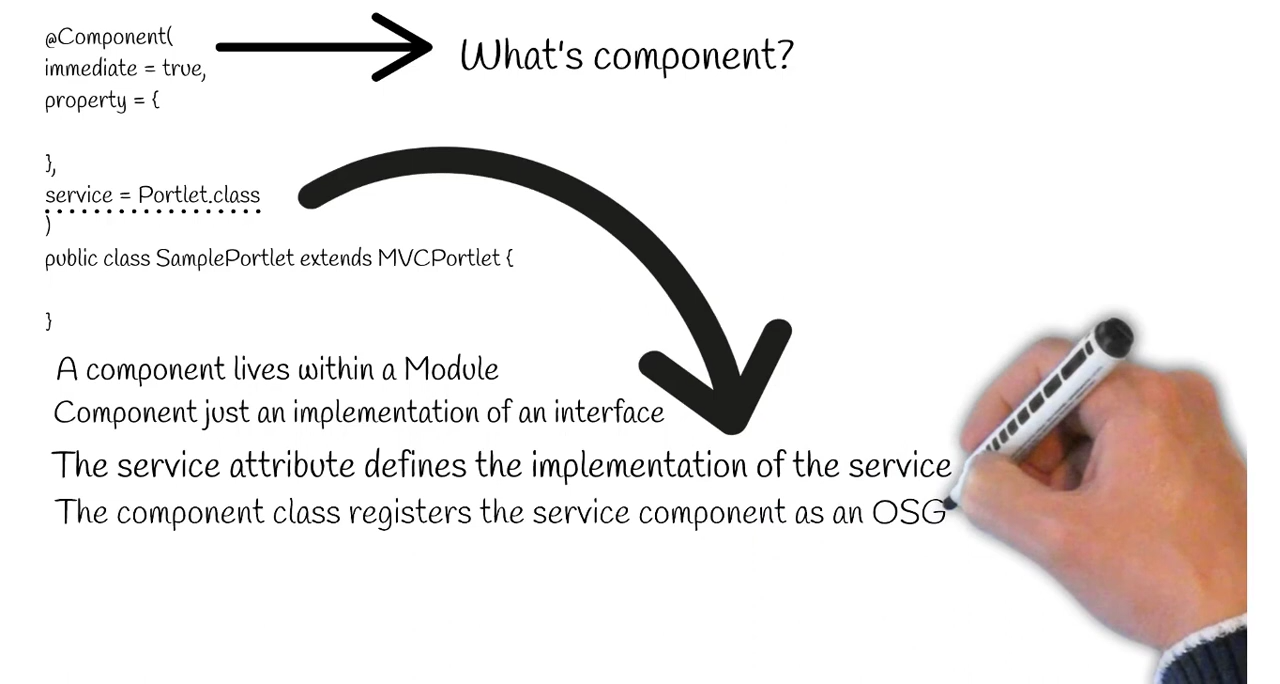 @Component(
immediate = true,
property = {
},
service = Portlet.class
)
public class SamplePortlet extends MVCPortlet {
}
What's component?
A component lives within a Module
Component just an implementation of an interface
The service attribute defines the implementation of the service
The component class registers the service component as an OSG